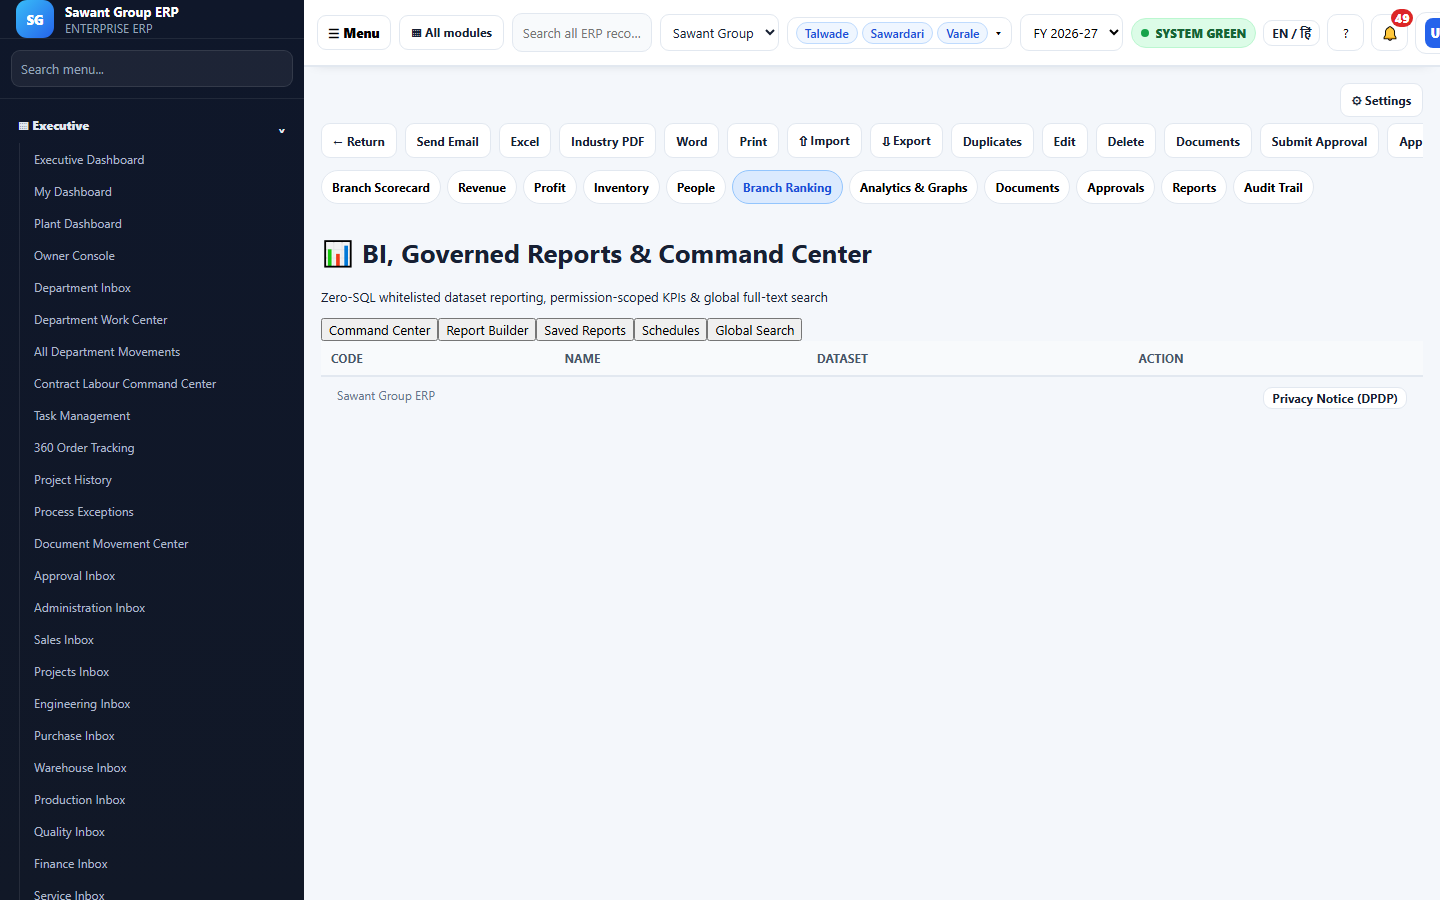 SG
Sawant Group ERP
ENTERPRISE ERP
Search menu...
Executive
Executive Dashboard
My Dashboard
Plant Dashboard
Owner Console
Department Inbox
Department Work Center
All Department Movements
Contract Labour Command Center
Task Management
360 Order Tracking
Project History
Process Exceptions
Document Movement Center
Approval Inbox
Administration Inbox
Sales Inbox
Projects Inbox
Engineering Inbox
Purchase Inbox
Warehouse Inbox
Production Inbox
Quality Inbox
Finance Inbox
Service Inbox
☰ Menu All modules Search all ERP reco... Sawant Group Talwade Sawardari Varale FY 2026-27 SYSTEM GREEN EN / हिं ? 49 U
⚙ Settings
← Return Send Email Excel Industry PDF Word Print ⇧ Import ⇩ Export Duplicates Edit Delete Documents Submit Approval App
Branch Scorecard Revenue Profit Inventory People Branch Ranking Analytics & Graphs Documents Approvals Reports Audit Trail
📊 BI, Governed Reports & Command Center
Zero-SQL whitelisted dataset reporting, permission-scoped KPIs & global full-text search
Command Center Report Builder Saved Reports Schedules Global Search
CODE NAME DATASET ACTION
Sawant Group ERP Privacy Notice (DPDP)